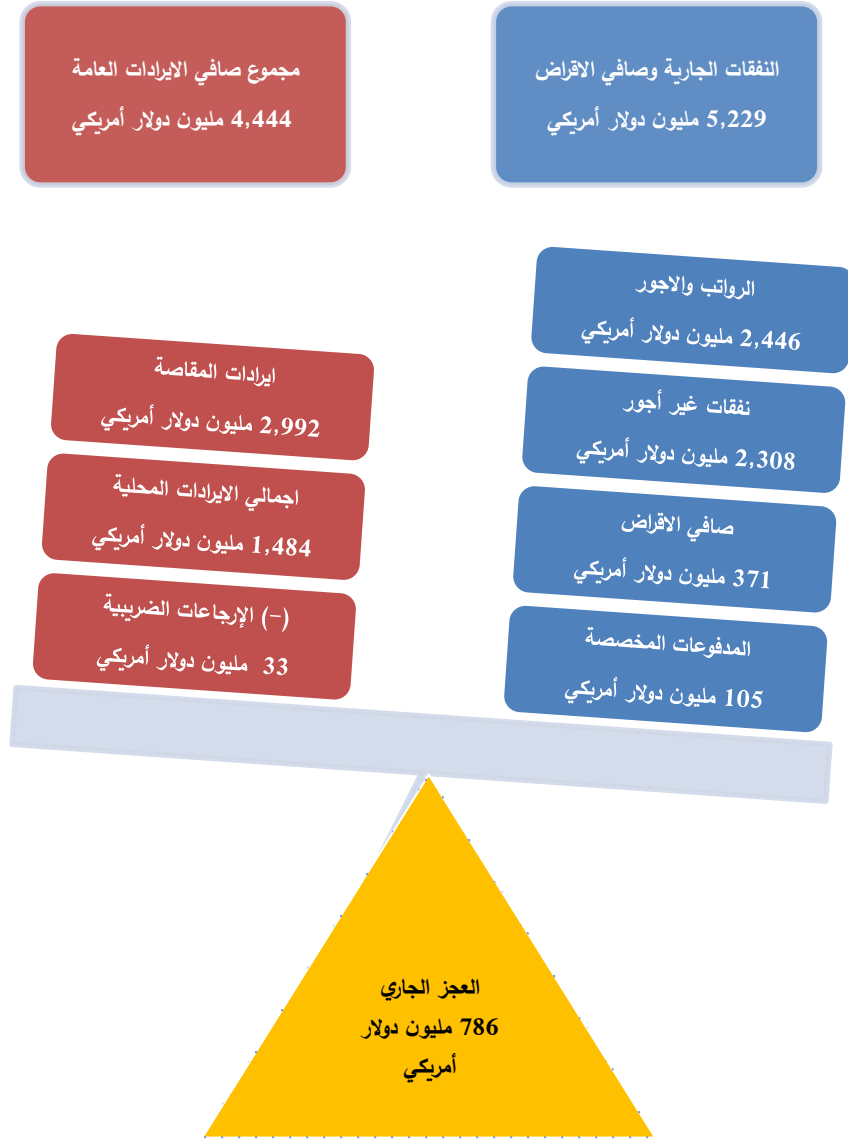 النفقات الجارية وصافي الاقراض
5,229 مليون دولار أمريكي
مجموع صافي الايرادات العامة
4,444 مليون دولار أمريكي
الرواتب والاجور
2,446 مليون دولار أمريكي
نفقات غير أجور
2,308 مليون دولار أمريكي
صافي الاقراض
371 مليون دولار أمريكي
المدفوعات المخصصة
105 مليون دولار أمريكي
ايرادات المقاصة
2,992 مليون دولار أمريكي
اجمالي الايرادات المحلية
1,484 مليون دولار أمريكي
(-) الإرجاعات الضريبية
33 مليون دولار أمريكي
العجز الجاري
786 مليون دولار
أمريكي